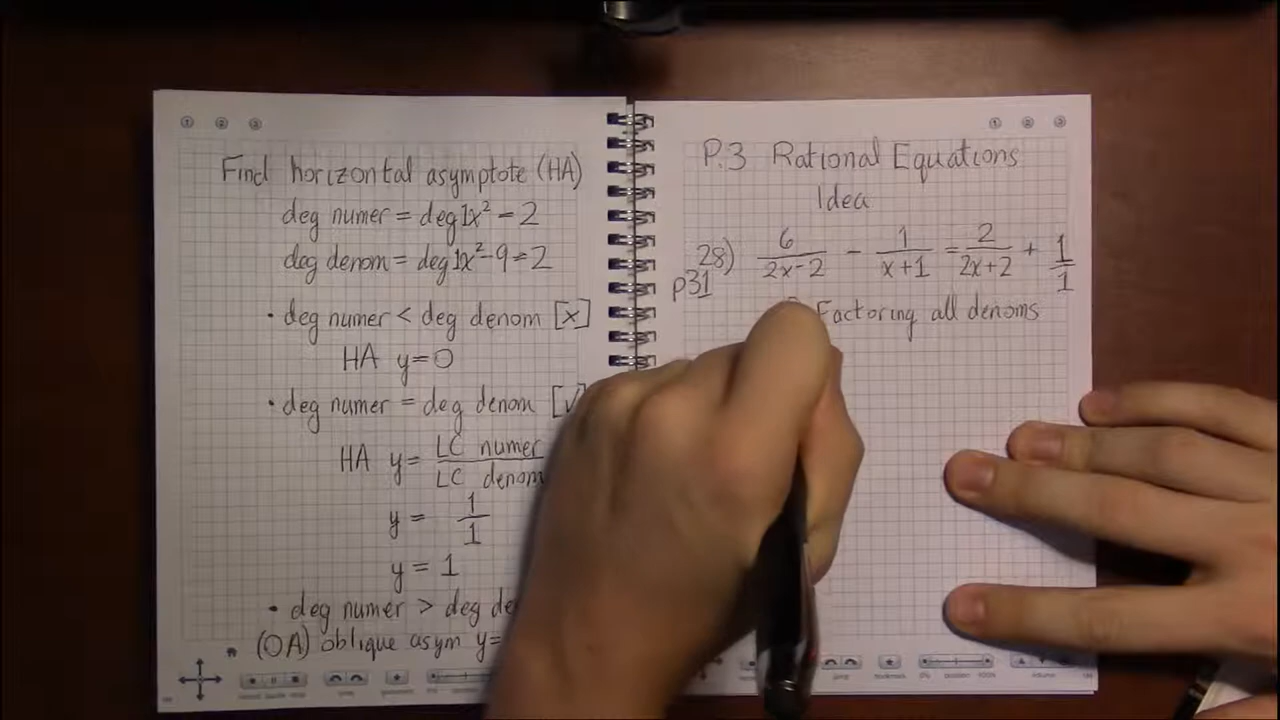 Find horizontal asymptote (HA)
deg numer = deg 1x² = 2
deg denom = deg 1x²-9 = 2
• deg numer < deg denom [x]
HA y=0
• deg numer = deg denom [√
HA y = LC numer / LC denom
y = 1/1
y = 1
• deg numer > deg de
(OA) oblique asym y=
P.3 Rational Equations
Idea
28) 6/(2x-2) - 1/(x+1) = 2/(2x+2) + 1/1
p31
Factoring all denoms